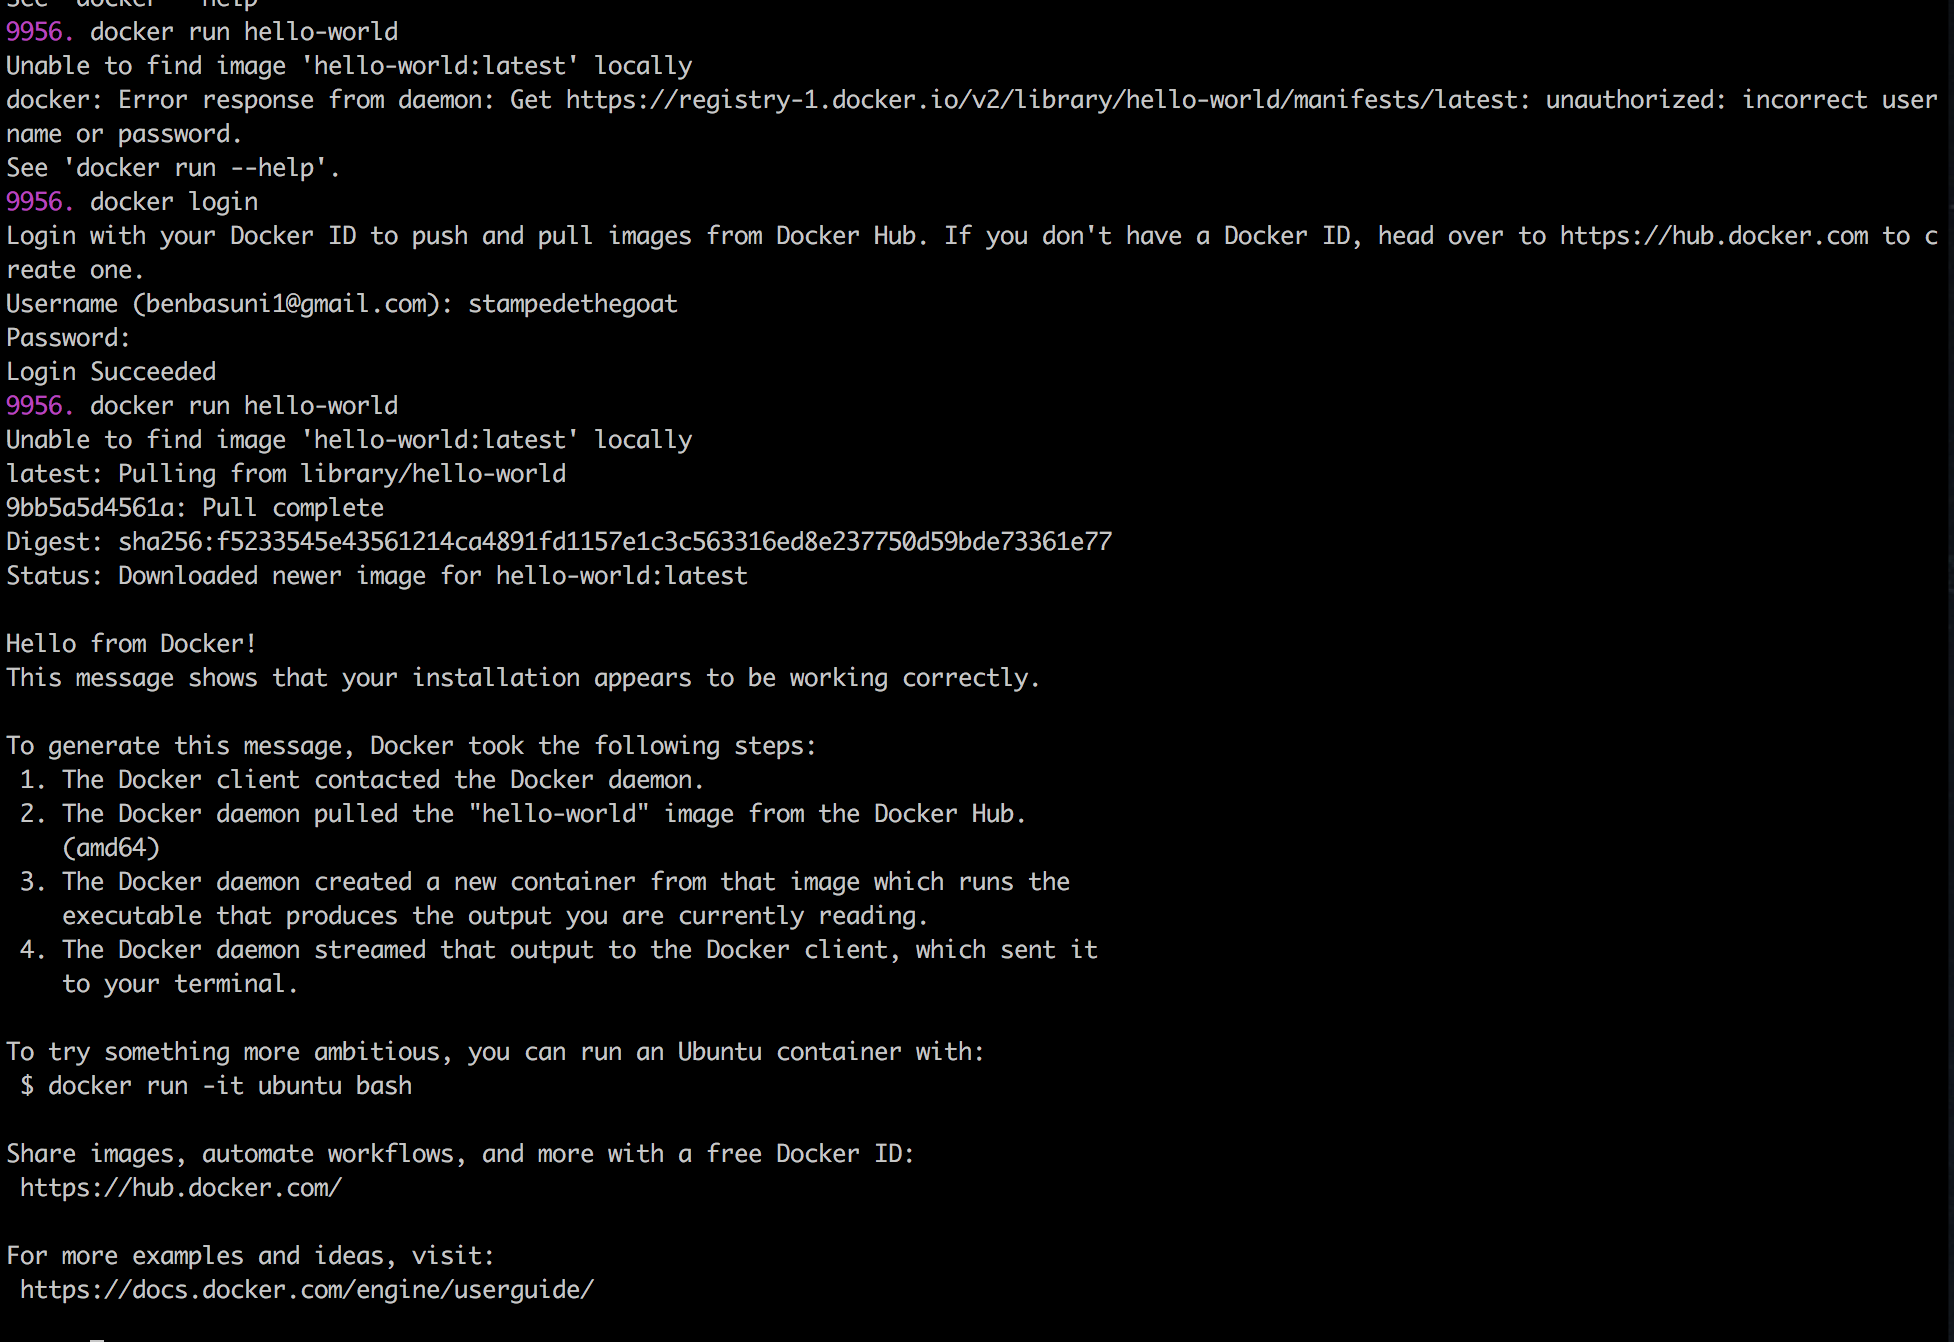 See 'docker --help'
9956. docker run hello-world
Unable to find image 'hello-world:latest' locally
docker: Error response from daemon: Get https://registry-1.docker.io/v2/library/hello-world/manifests/latest: unauthorized: incorrect user
name or password.
See 'docker run --help'.
9956. docker login
Login with your Docker ID to push and pull images from Docker Hub. If you don't have a Docker ID, head over to https://hub.docker.com to c
reate one.
Username (benbasuni1@gmail.com): stampedethegoat
Password:
Login Succeeded
9956. docker run hello-world
Unable to find image 'hello-world:latest' locally
latest: Pulling from library/hello-world
9bb5a5d4561a: Pull complete
Digest: sha256:f5233545e43561214ca4891fd1157e1c3c563316ed8e237750d59bde73361e77
Status: Downloaded newer image for hello-world:latest

Hello from Docker!
This message shows that your installation appears to be working correctly.

To generate this message, Docker took the following steps:
 1. The Docker client contacted the Docker daemon.
 2. The Docker daemon pulled the "hello-world" image from the Docker Hub.
    (amd64)
 3. The Docker daemon created a new container from that image which runs the
    executable that produces the output you are currently reading.
 4. The Docker daemon streamed that output to the Docker client, which sent it
    to your terminal.

To try something more ambitious, you can run an Ubuntu container with:
 $ docker run -it ubuntu bash

Share images, automate workflows, and more with a free Docker ID:
 https://hub.docker.com/

For more examples and ideas, visit:
 https://docs.docker.com/engine/userguide/